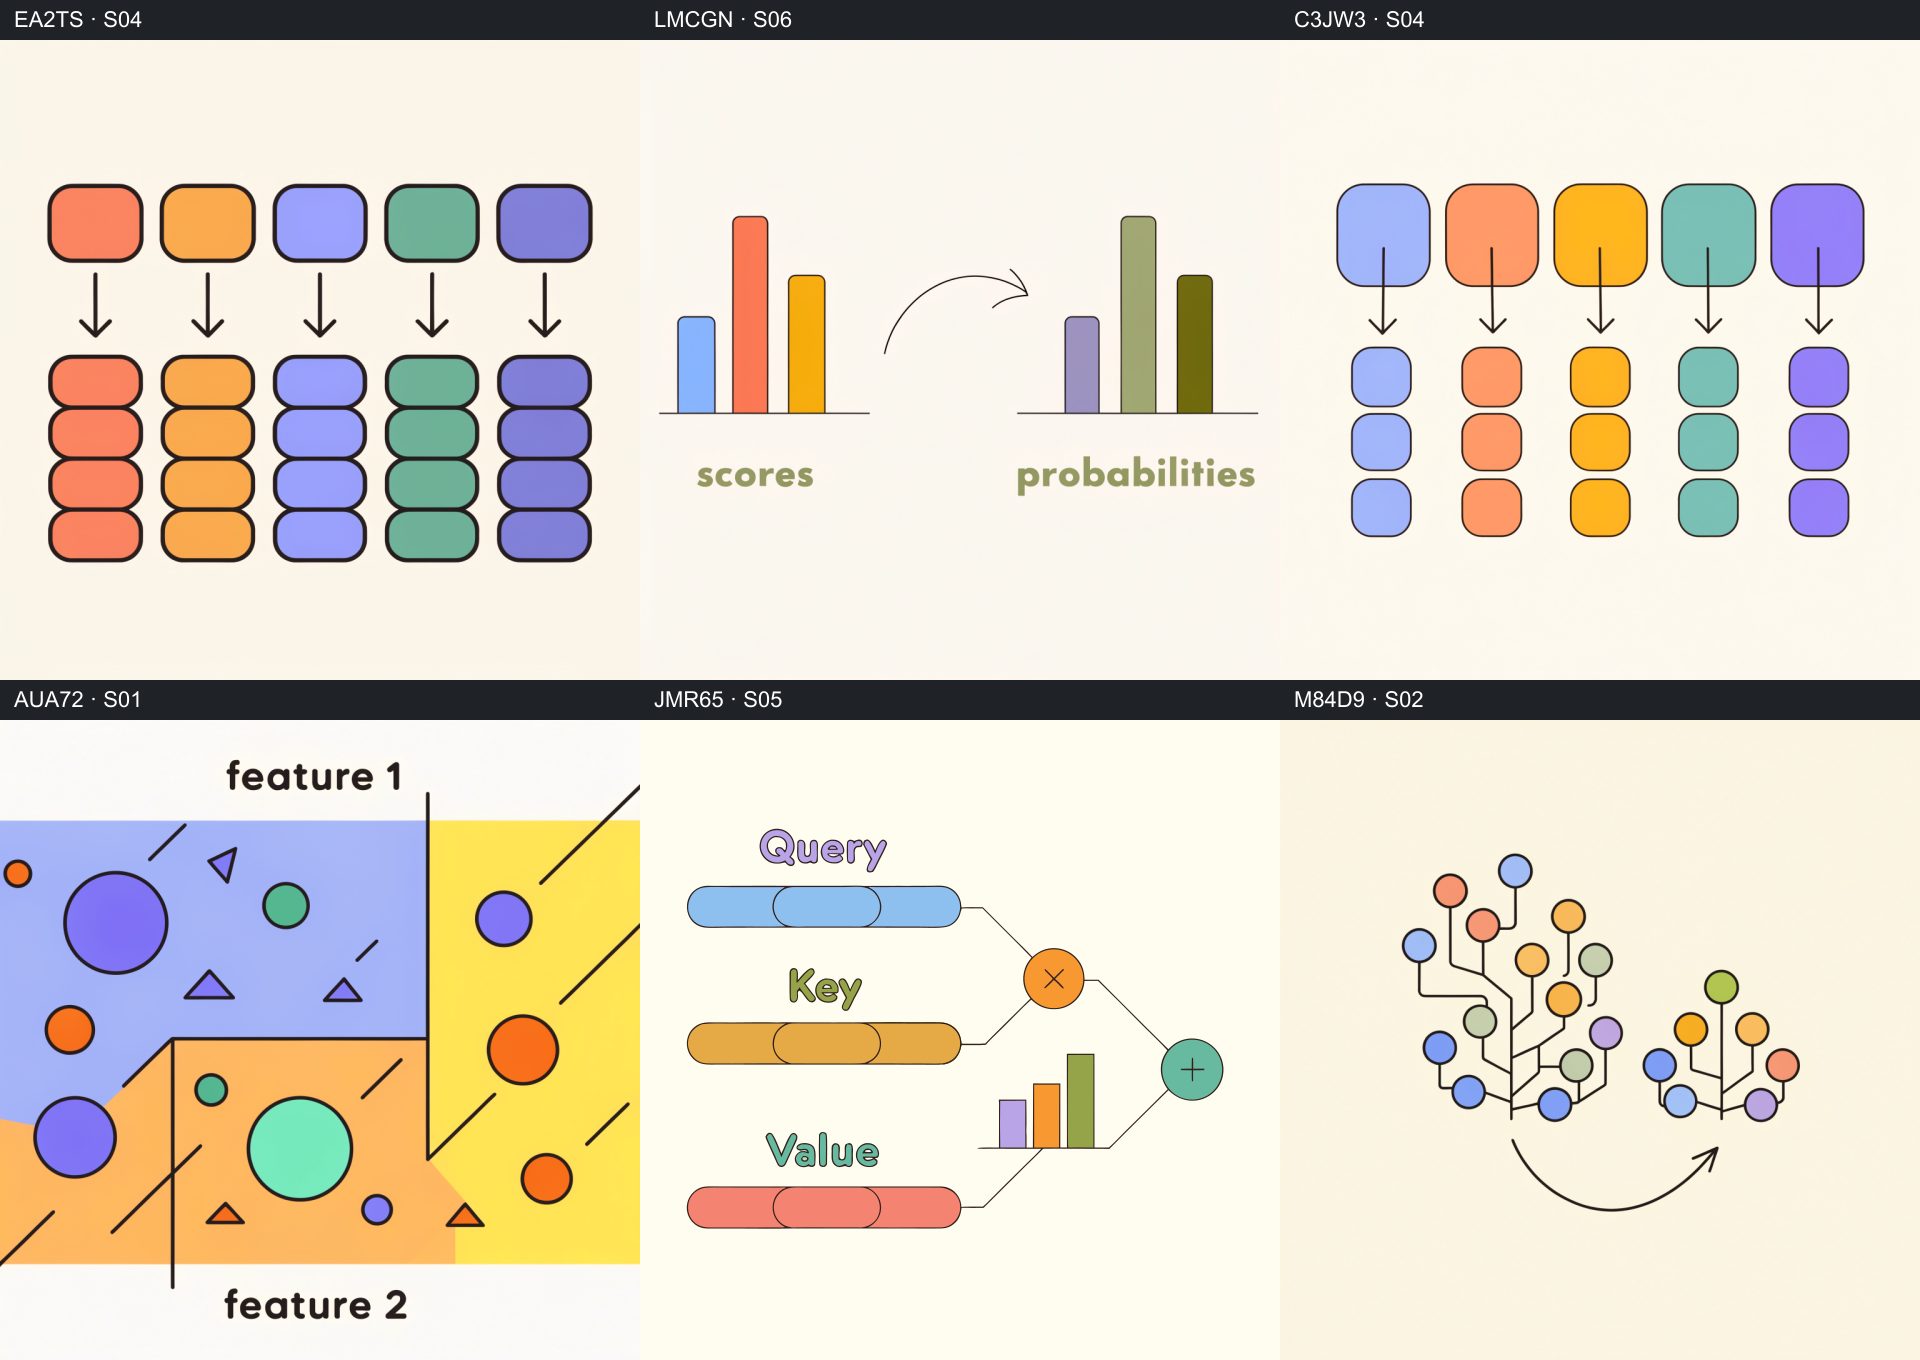 EA2TS · S04
LMCGN · S06
C3JW3 · S04
scores
probabilities
AUA72 · S01
JMR65 · S05
M84D9 · S02
feature 1
feature 2
Query
Key
Value